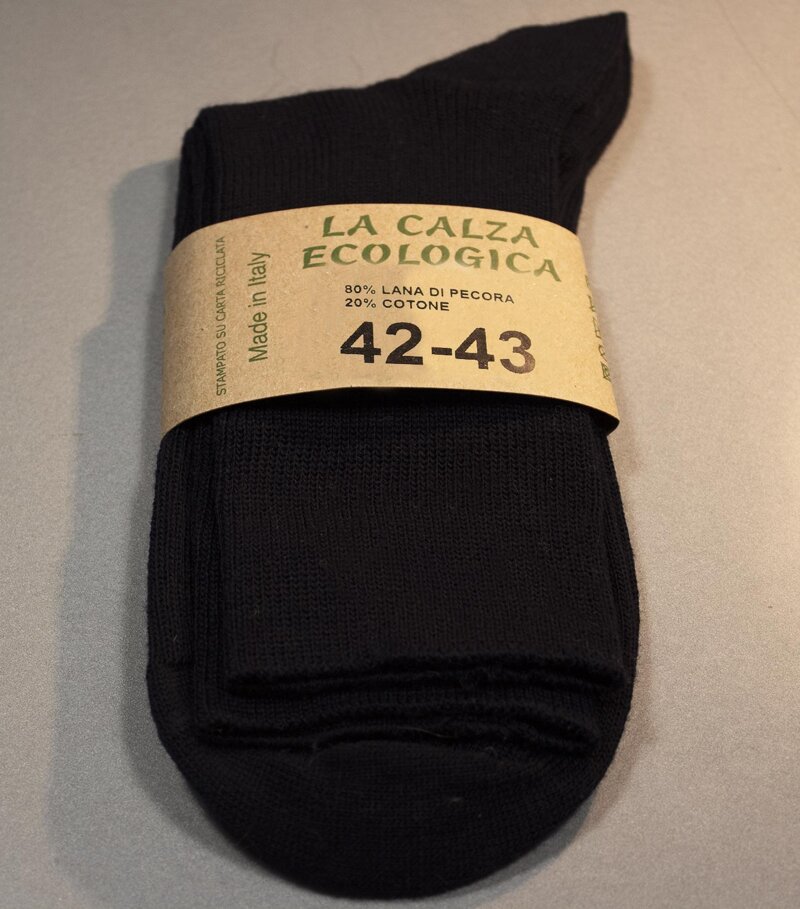 LA CALZA
ECOLOGICA
80% LANA DI PECORA
20% COTONE
42-43
Made in Italy
STAMPATO SU CARTA RICICLATA